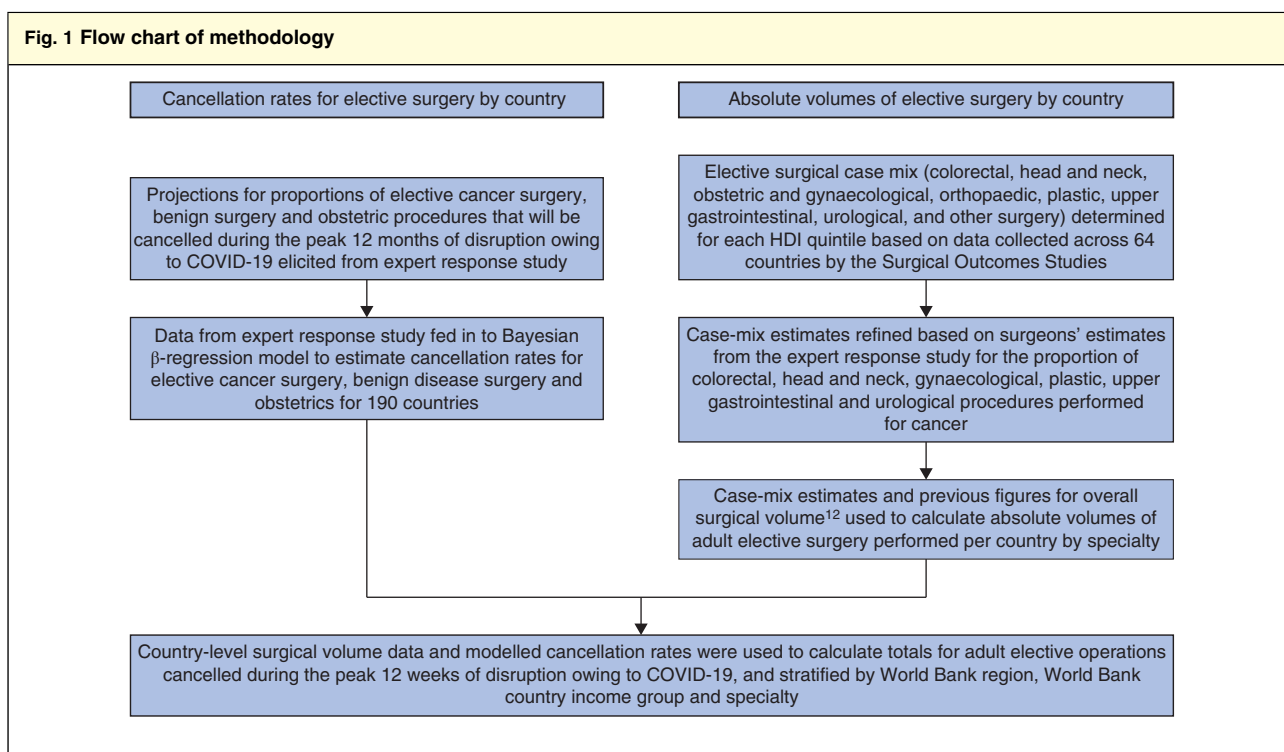 Fig. 1 Flow chart of methodology
Cancellation rates for elective surgery by country
Projections for proportions of elective cancer surgery,
benign surgery and obstetric procedures that will be
cancelled during the peak 12 months of disruption owing
to COVID-19 elicited from expert response study
Data from expert response study fed in to Bayesian
β-regression model to estimate cancellation rates for
elective cancer surgery, benign disease surgery and
obstetrics for 190 countries
Absolute volumes of elective surgery by country
Elective surgical case mix (colorectal, head and neck,
obstetric and gynaecological, orthopaedic, plastic, upper
gastrointestinal, urological, and other surgery) determined
for each HDI quintile based on data collected across 64
countries by the Surgical Outcomes Studies
Case-mix estimates refined based on surgeons' estimates
from the expert response study for the proportion of
colorectal, head and neck, gynaecological, plastic, upper
gastrointestinal and urological procedures performed
for cancer
Case-mix estimates and previous figures for overall
surgical volume¹² used to calculate absolute volumes of
adult elective surgery performed per country by specialty
Country-level surgical volume data and modelled cancellation rates were used to calculate totals for adult elective operations
cancelled during the peak 12 weeks of disruption owing to COVID-19, and stratified by World Bank region, World Bank
country income group and specialty